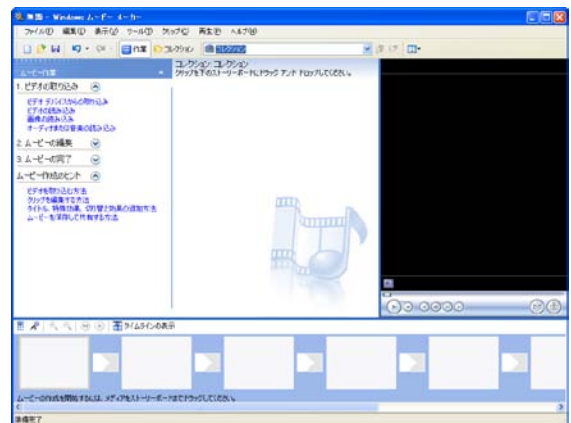 無題 - Windows ムービー メーカー
ファイル(F) 編集(E) 表示(V) ツール(T) クリップ(C) 再生(P) ヘルプ(H)
作業 コレクション コレクション
ムービー作業
コレクション: コレクション
クリップを下のストーリーボードにドラッグ アンド ドロップしてください。
1. ビデオの取り込み
ビデオ デバイスからの取り込み
ビデオの読み込み
画像の読み込み
オーディオまたは音楽の読み込み
2. ムービーの編集
3. ムービーの完了
ムービー作成のヒント
ビデオを取り込む方法
クリップを編集する方法
タイトル、特殊効果、切り替え効果の追加方法
ムービーを保存して共有する方法
タイムラインの表示
ムービーの作成を開始するには、メディアをストーリーボードまでドラッグしてください。
準備完了